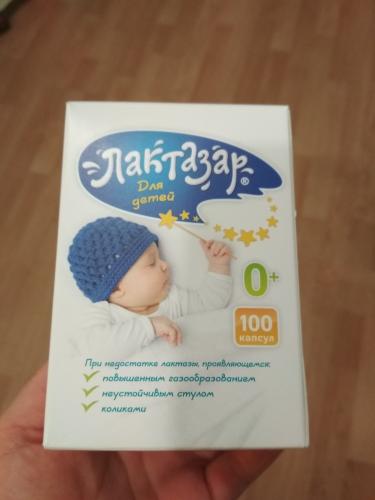 Лактазар®
Для
детей
0+
100
капсул
При недостатке лактазы, проявляющемся:
повышенным газообразованием
неустойчивым стулом
коликами